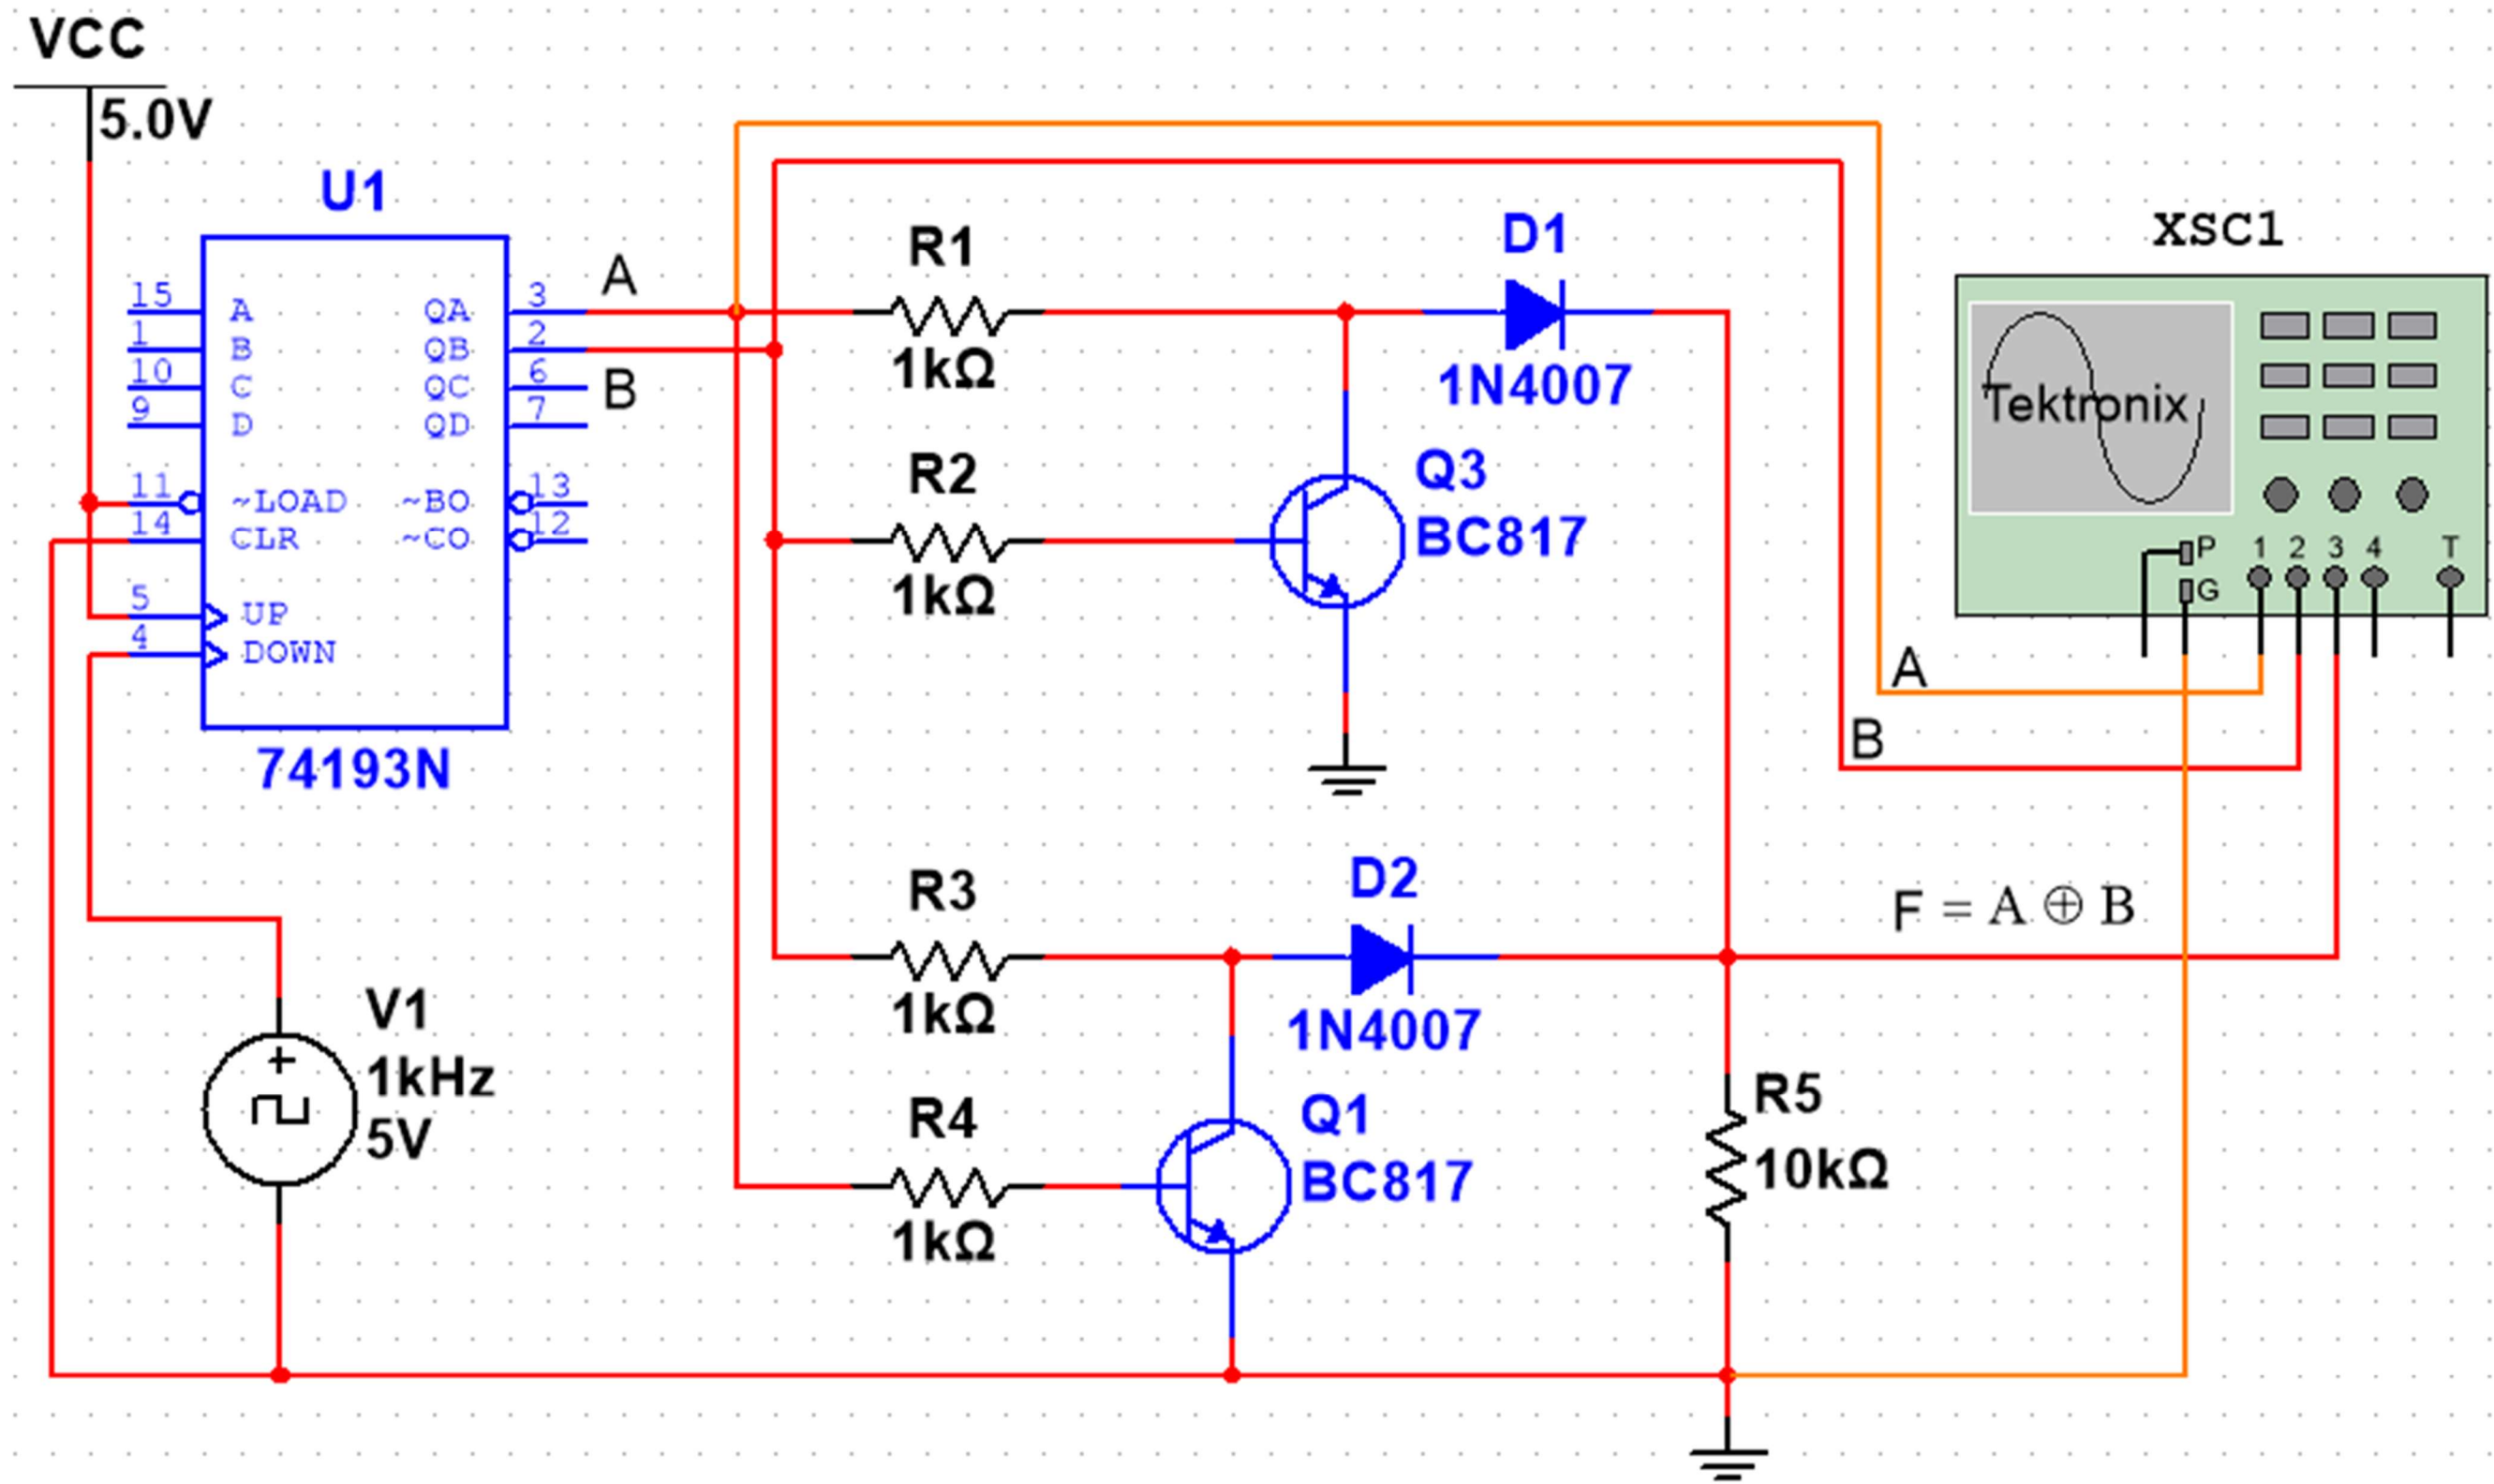 VCC
5.0V
U1
15 A QA 3
1 B QB 2
10 C QC 6
9 D QD 7
11 ~LOAD ~BO 13
14 CLR ~CO 12
5 UP
4 DOWN
74193N
A
B
R1
1kΩ
D1
1N4007
R2
1kΩ
Q3
BC817
XSC1
Tektronix
P 1 2 3 4 T
G
A
B
R3
1kΩ
D2
1N4007
F = A ⊕ B
V1
1kHz
5V
R4
1kΩ
Q1
BC817
R5
10kΩ